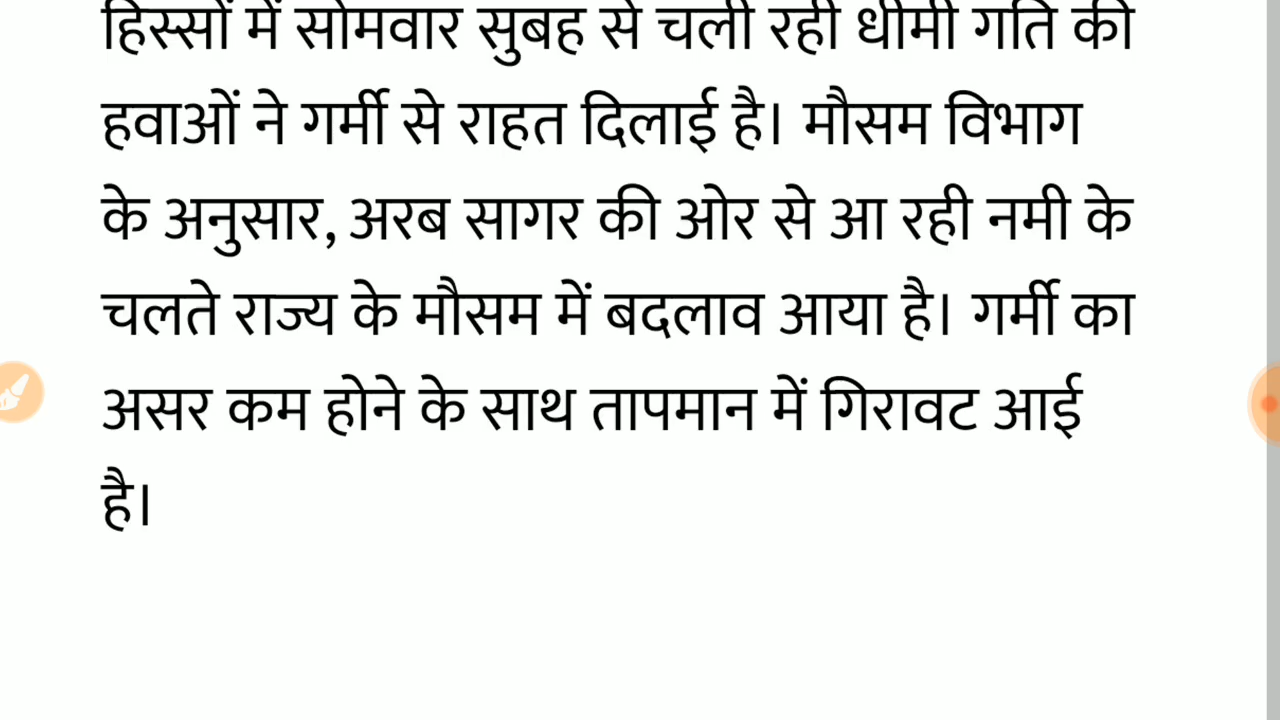 हिस्सों में सोमवार सुबह से चली रही धीमी गति की
हवाओं ने गर्मी से राहत दिलाई है। मौसम विभाग
के अनुसार, अरब सागर की ओर से आ रही नमी के
चलते राज्य के मौसम में बदलाव आया है। गर्मी का
असर कम होने के साथ तापमान में गिरावट आई
है।